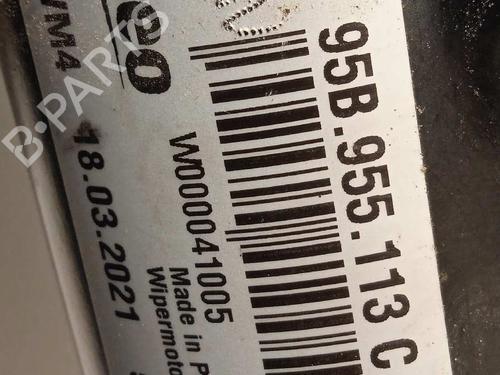 95B.955.113 C
W000041005
Made in P
Wipermoto
VM4
18.03.2021
B-PARTS